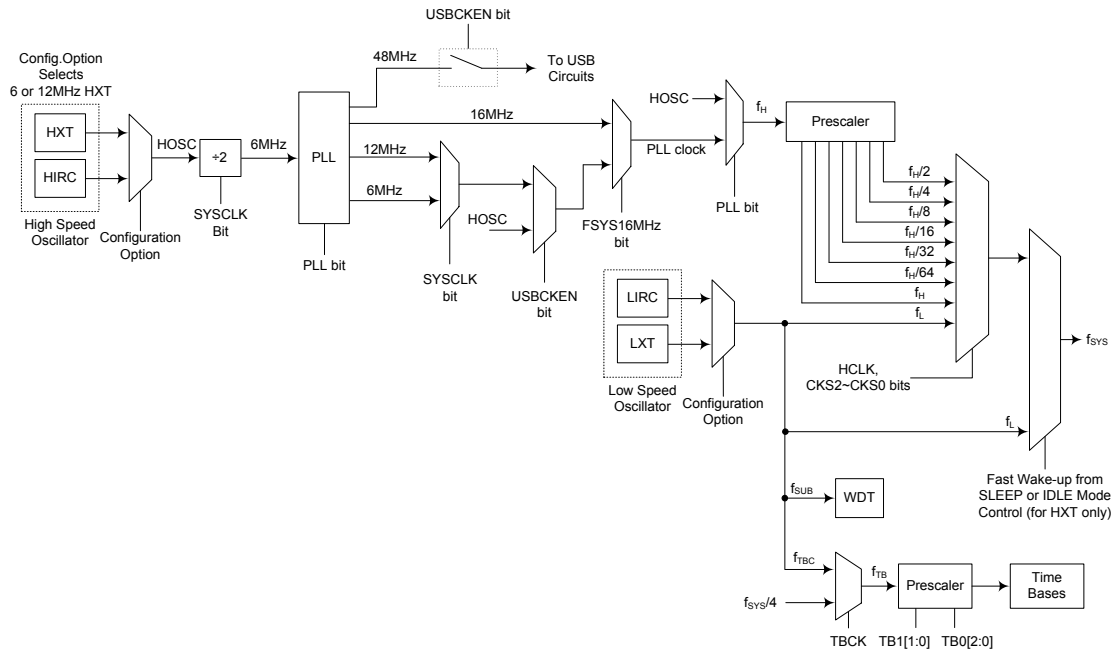 USBCKEN bit
Config.Option
Selects
6 or 12MHz HXT
48MHz
To USB
Circuits
HXT
HIRC
HOSC
÷2
6MHz
PLL
16MHz
12MHz
6MHz
HOSC
PLL clock
HOSC
fH
Prescaler
High Speed
Oscillator
Configuration
Option
SYSCLK
Bit
PLL bit
SYSCLK
bit
USBCKEN
bit
FSYS16MHz
bit
PLL bit
fH/2
fH/4
fH/8
fH/16
fH/32
fH/64
fH
fL
LIRC
LXT
Low Speed
Oscillator
Configuration
Option
HCLK,
CKS2~CKS0 bits
fSYS
fL
Fast Wake-up from
SLEEP or IDLE Mode
Control (for HXT only)
fSUB
WDT
fTBC
fSYS/4
fTB
Prescaler
Time
Bases
TBCK
TB1[1:0]
TB0[2:0]